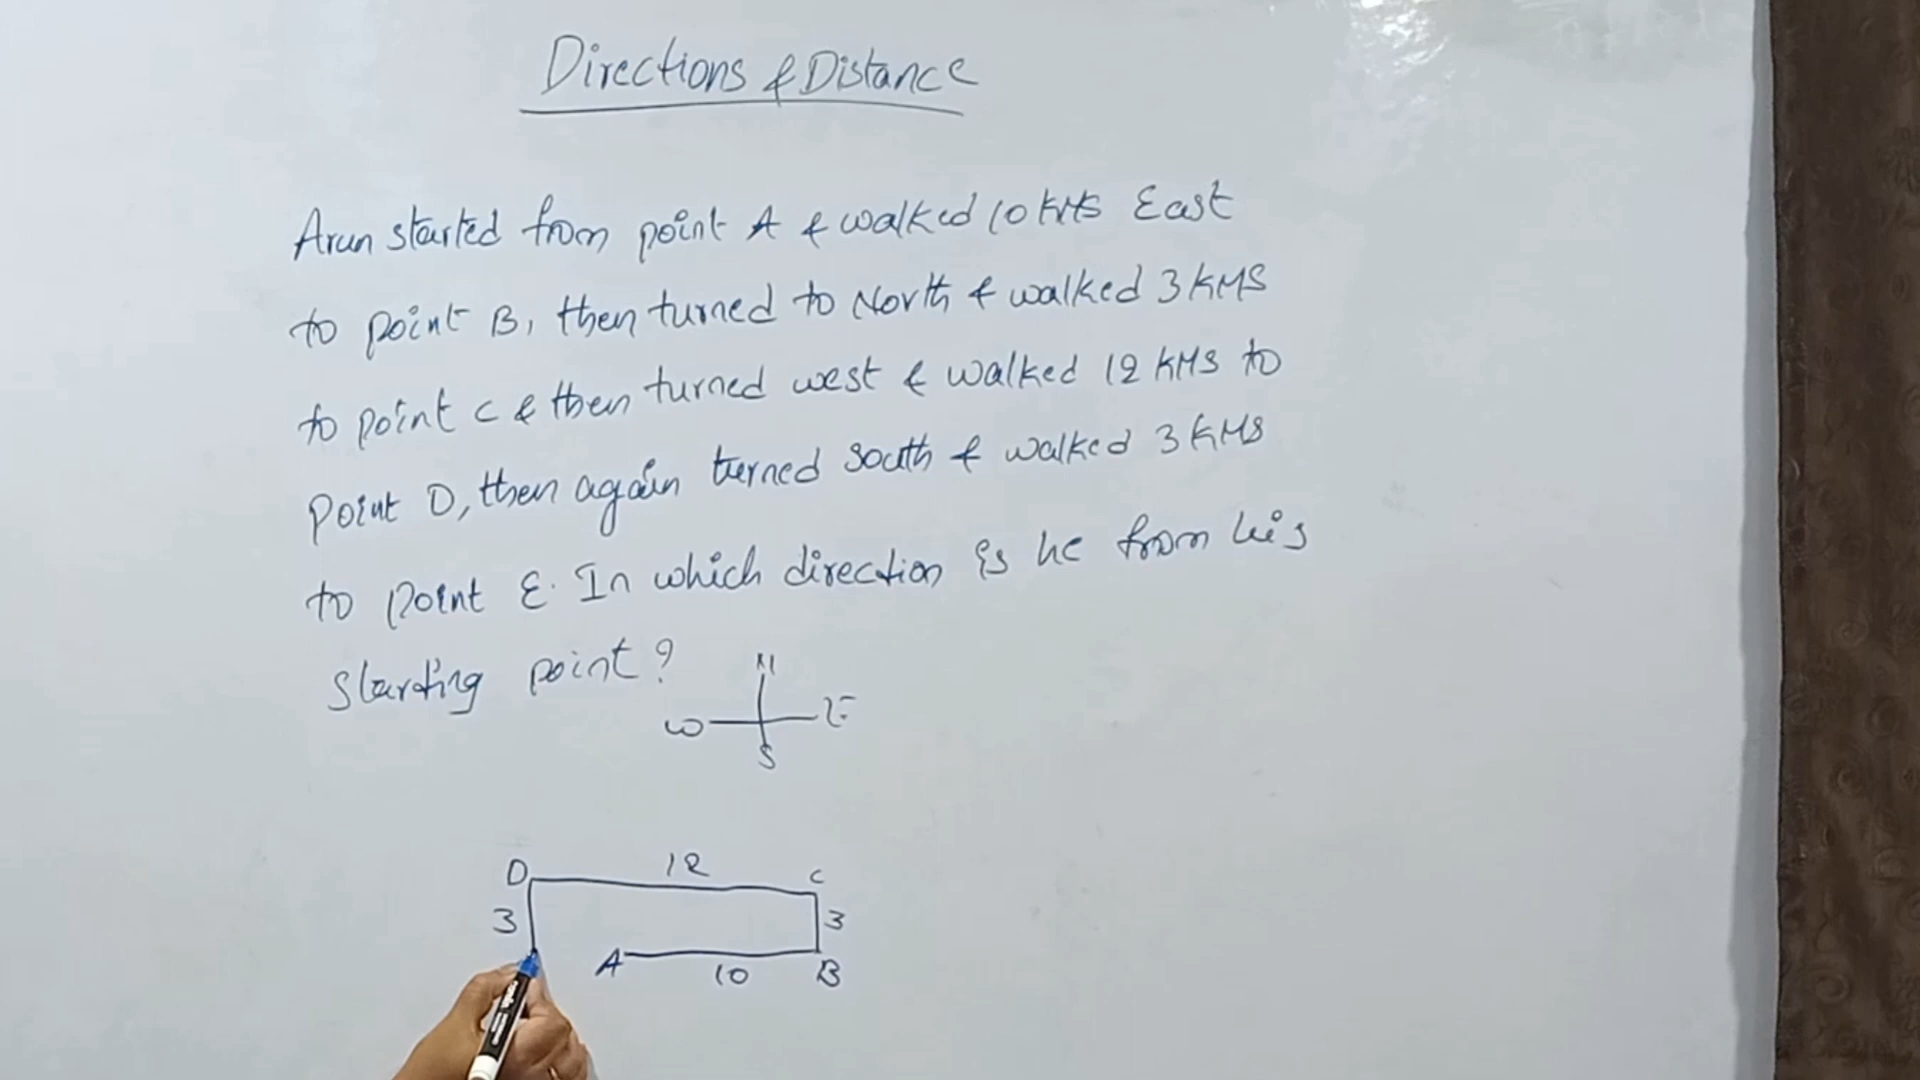 Directions & Distance
Arun started from point A & walked 10 KMS East
to point B, then turned to North & walked 3 KMS
to point C & then turned west & walked 12 KMS to
point D, then again turned south & walked 3 KMS
to point E. In which direction is he from his
starting point?
N
W E
S
D 12 C
3 3
A 10 B